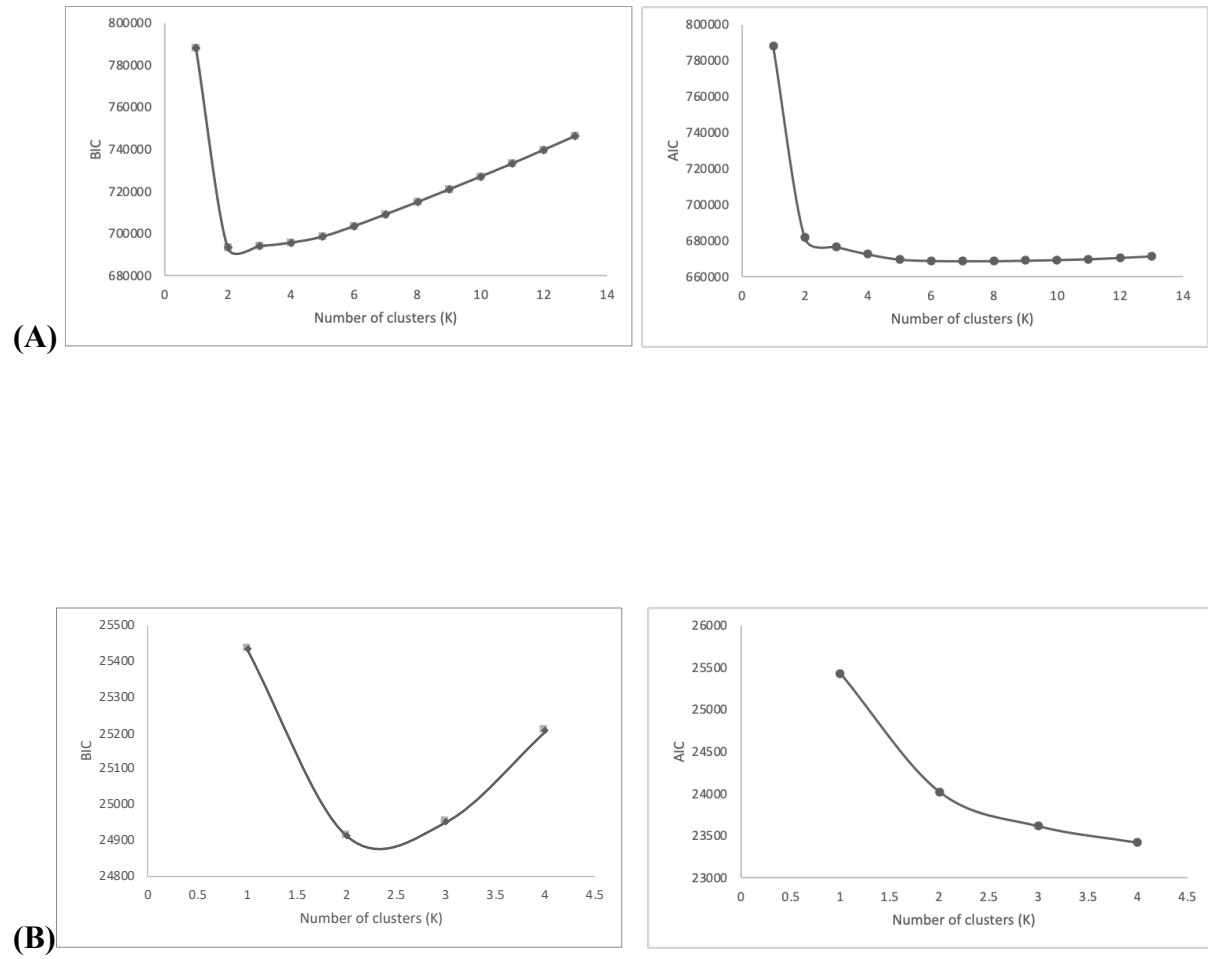 800000
780000
760000
740000
720000
700000
680000
BIC
0 2 4 6 8 10 12 14
Number of clusters (K)
800000
780000
760000
740000
720000
700000
680000
660000
AIC
0 2 4 6 8 10 12 14
Number of clusters (K)
(A)
25500
25400
25300
25200
25100
25000
24900
24800
BIC
0 0.5 1 1.5 2 2.5 3 3.5 4 4.5
Number of clusters (K)
26000
25500
25000
24500
24000
23500
23000
AIC
0 0.5 1 1.5 2 2.5 3 3.5 4 4.5
Number of clusters (K)
(B)